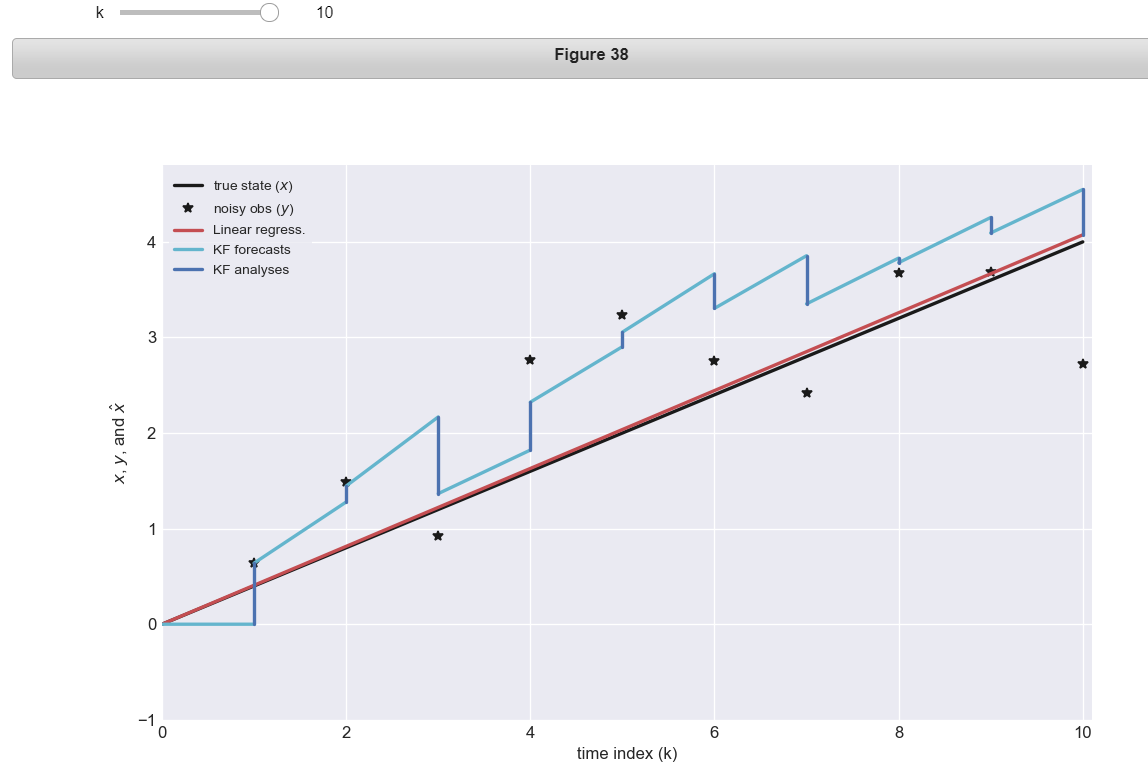 k 10
Figure 38
true state (x)
noisy obs (y)
Linear regress.
KF forecasts
KF analyses
4
3
2
1
0
−1
x, y, and x̂
0 2 4 6 8 10
time index (k)